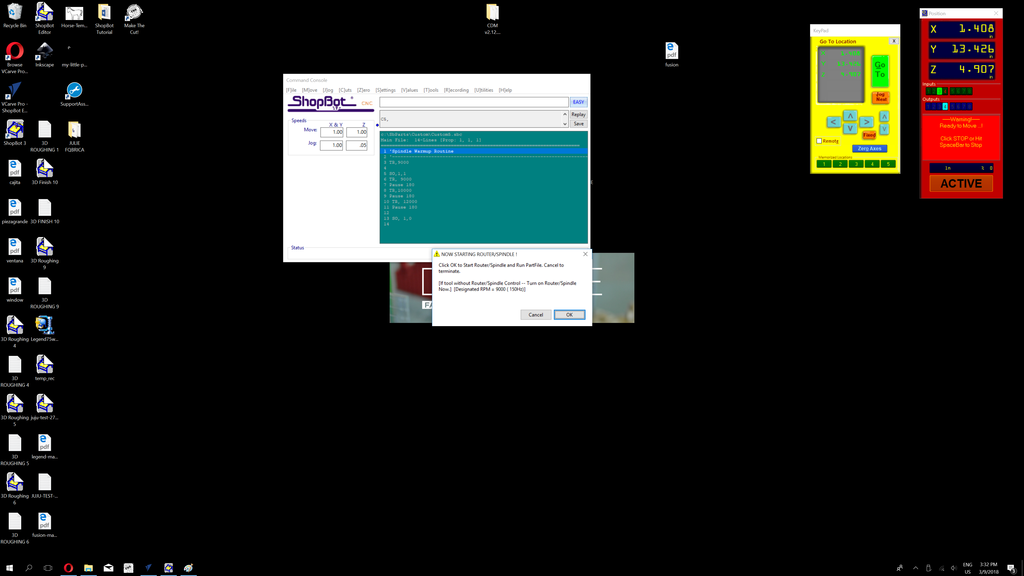 Recycle Bin
ShopBot Editor
Horse Tem...
ShopBot Tutorial
Make The Cut!
Browse VCarve Pro...
Inkscape
my-little-p...
VCarve Pro - ShopBot E...
SupportAss...
ShopBot 3
3D ROUGHING 1
JULIE FQBRICA
cajita
3D Finish 10
piezagrande
3D FINISH 10
ventana
3D Roughing 9
window
3D ROUGHING 9
3D Roughing 4
Legend75w...
3D ROUGHING 4
temp_rec
3D Roughing 5
juju-test-27...
3D ROUGHING 5
legend-ma...
3D Roughing 6
JUJU-TEST-...
3D ROUGHING 6
fusion-ma...
COM v2.12...
fusion
Command Console
[F]ile [M]ove [J]og [C]uts [Z]ero [S]ettings [V]alues [T]ools [R]ecording [U]tilities [H]elp
ShopBot CNC
EASY
Speeds
X & Y Z
Move: 1.00 1.00
Jog: 1.00 .05
Replay
Save
1 'Spindle Warmup Routine
2 '
3 TR,9000
4
5 SO,1,1
6 TR, 9000
7 Pause 180
8 TR,10000
9 Pause 180
10 TR, 12000
11 Pause 180
12
13 SO, 1,0
14
Status
NOW STARTING ROUTER/SPINDLE !
Click OK to Start Router/Spindle and Run PartFile. Cancel to terminate.
[If tool without Router/Spindle Control -- Turn on Router/Spindle Now.] [Designated RPM = 9000 ( 150Hz)]
Cancel OK
KeyPad
Go To Location X
Go To
Jog Rout
Fixed
Remote
Zero Axes
1 2 3 4 5
Position
X 1.408
Y 13.426
Z 4.907
Inputs
Outputs
---Warning!---
Ready to Move ..!
Click STOP or Hit
SpaceBar to Stop
ACTIVE
ENG US
3:32 PM
3/9/2018